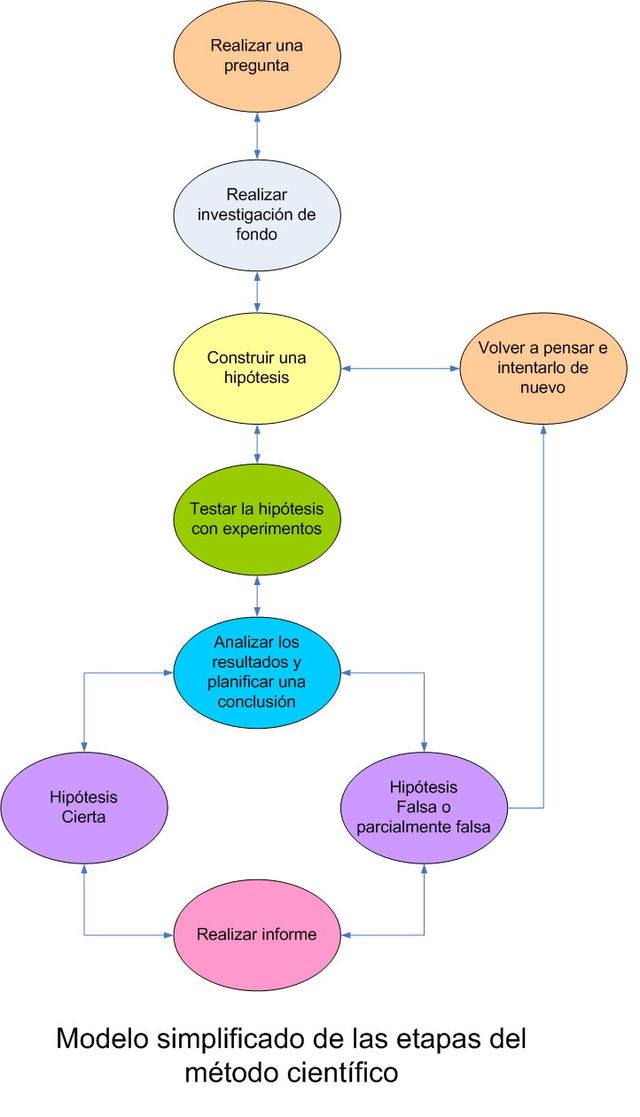 Realizar una
pregunta
Realizar
investigación de
fondo
Construir una
hipótesis
Volver a pensar e
intentarlo de
nuevo
Testar la hipótesis
con experimentos
Analizar los
resultados y
planificar una
conclusión
Hipótesis
Cierta
Hipótesis
Falsa o
parcialmente falsa
Realizar informe
Modelo simplificado de las etapas del
método científico